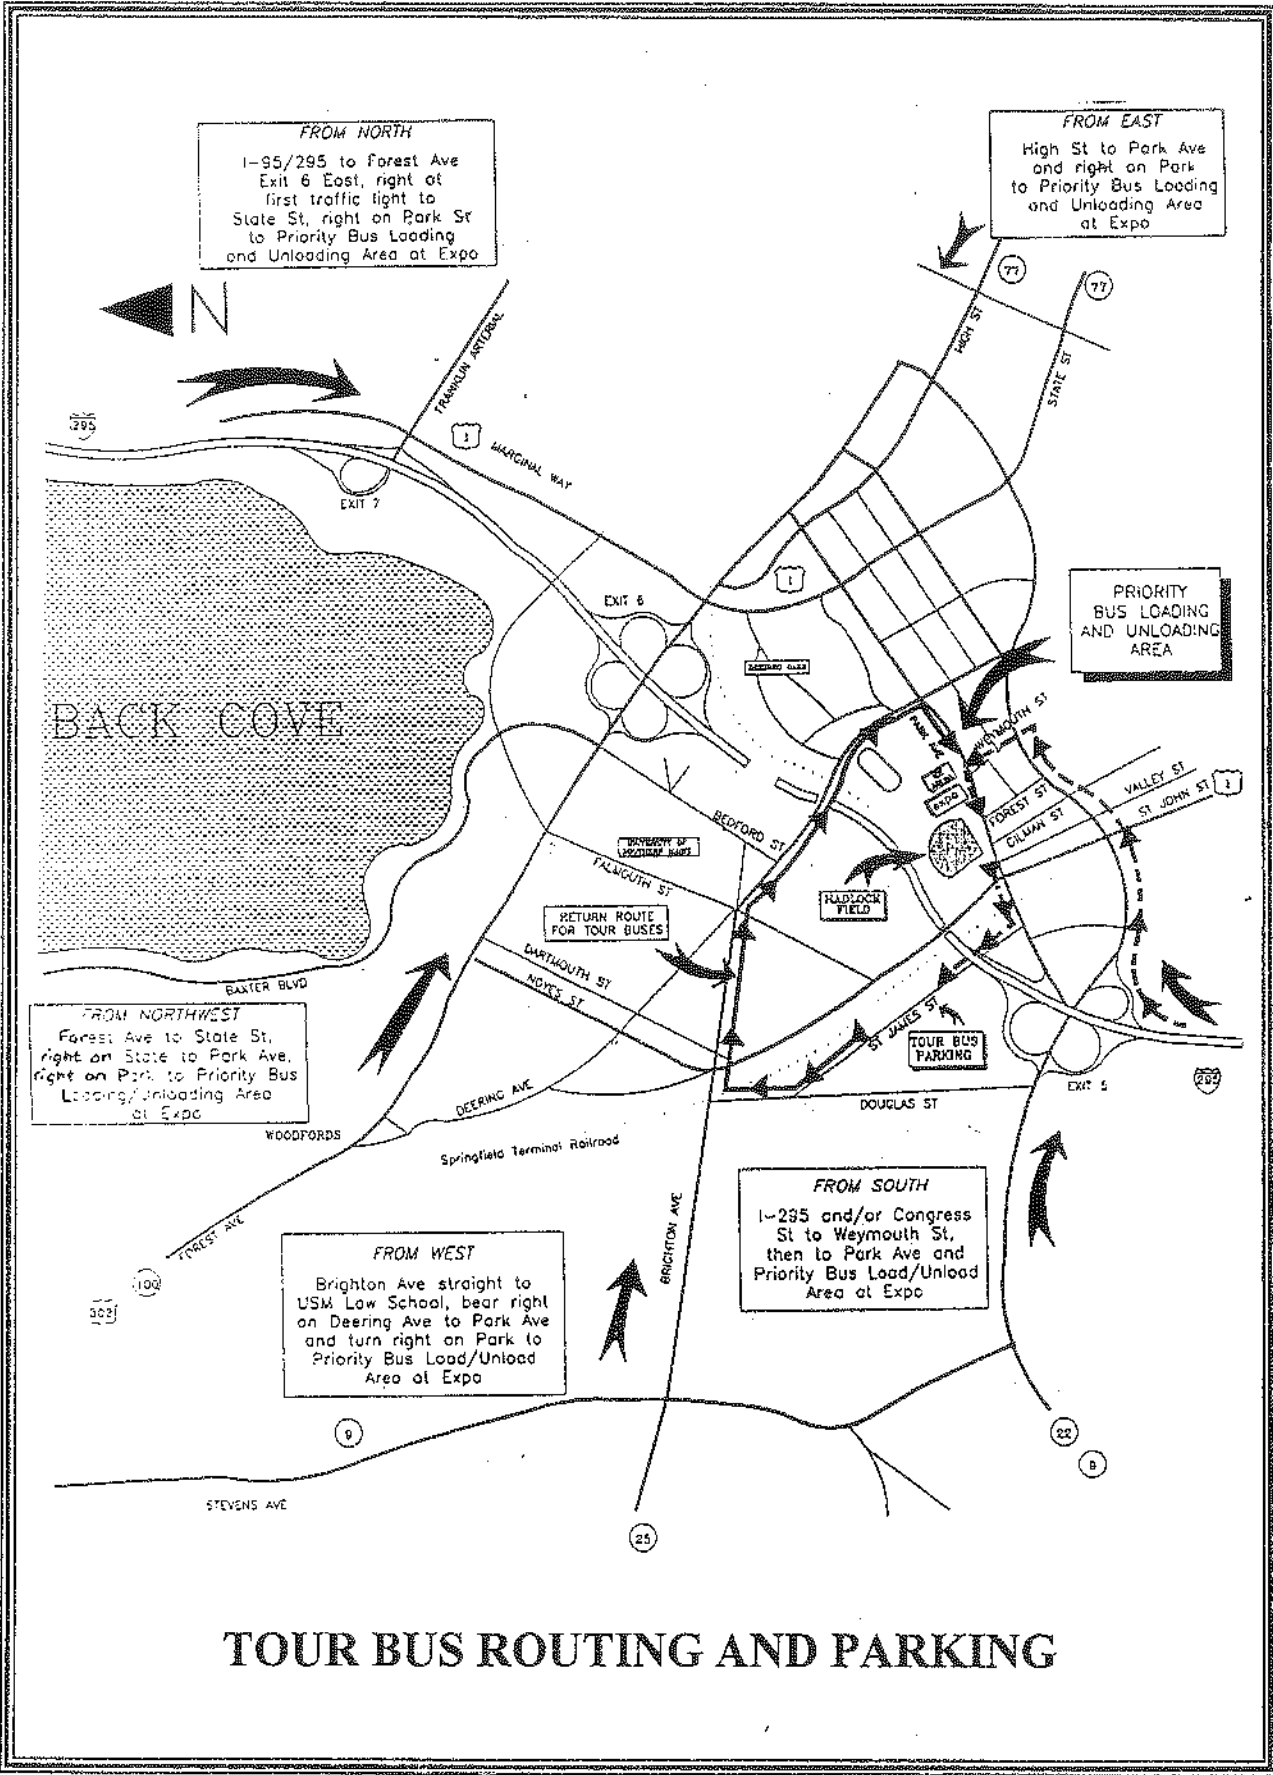 FROM NORTH
I-95/295 to Forest Ave
Exit 6 East, right at
first traffic light to
State St, right on Park St
to Priority Bus Loading
and Unloading Area at Expo
FROM EAST
High St to Park Ave
and right on Park
to Priority Bus Loading
and Unloading Area
at Expo
N
77
77
HIGH ST
STATE ST
FRANKLIN ARTERIAL
295
1
MARGINAL WAY
EXIT 7
EXIT 6
1
PRIORITY
BUS LOADING
AND UNLOADING
AREA
BACK COVE
WEYMOUTH ST
VALLEY ST
ST JOHN ST
1
FOREST ST
GILMAN ST
EXPO
BEDFORD ST
FALMOUTH ST
HADLOCK
FIELD
RETURN ROUTE
FOR TOUR BUSES
DARTMOUTH ST
NOYES ST
BAXTER BLVD
ST JAMES ST
TOUR BUS
PARKING
FROM NORTHWEST
Forest Ave to State St,
right on State to Park Ave,
right on Park to Priority Bus
Loading/Unloading Area
at Expo
EXIT 5
295
DOUGLAS ST
DEERING AVE
WOODFORDS
Springfield Terminal Railroad
FOREST AVE
100
302
BRIGHTON AVE
FROM SOUTH
I-295 and/or Congress
St to Weymouth St,
then to Park Ave and
Priority Bus Load/Unload
Area at Expo
FROM WEST
Brighton Ave straight to
USM Law School, bear right
on Deering Ave to Park Ave
and turn right on Park to
Priority Bus Load/Unload
Area at Expo
9
22
9
STEVENS AVE
25
TOUR BUS ROUTING AND PARKING